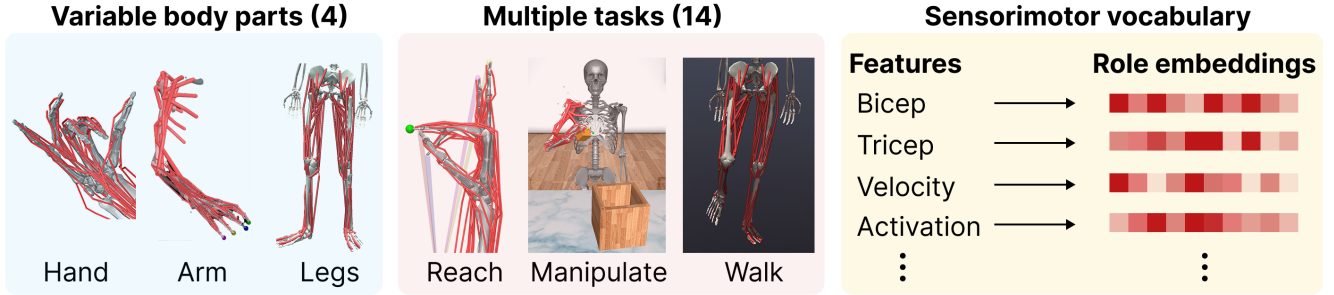 Variable body parts (4)
Hand
Arm
Legs
Multiple tasks (14)
Reach
Manipulate
Walk
Sensorimotor vocabulary
Features
Role embeddings
Bicep
Tricep
Velocity
Activation